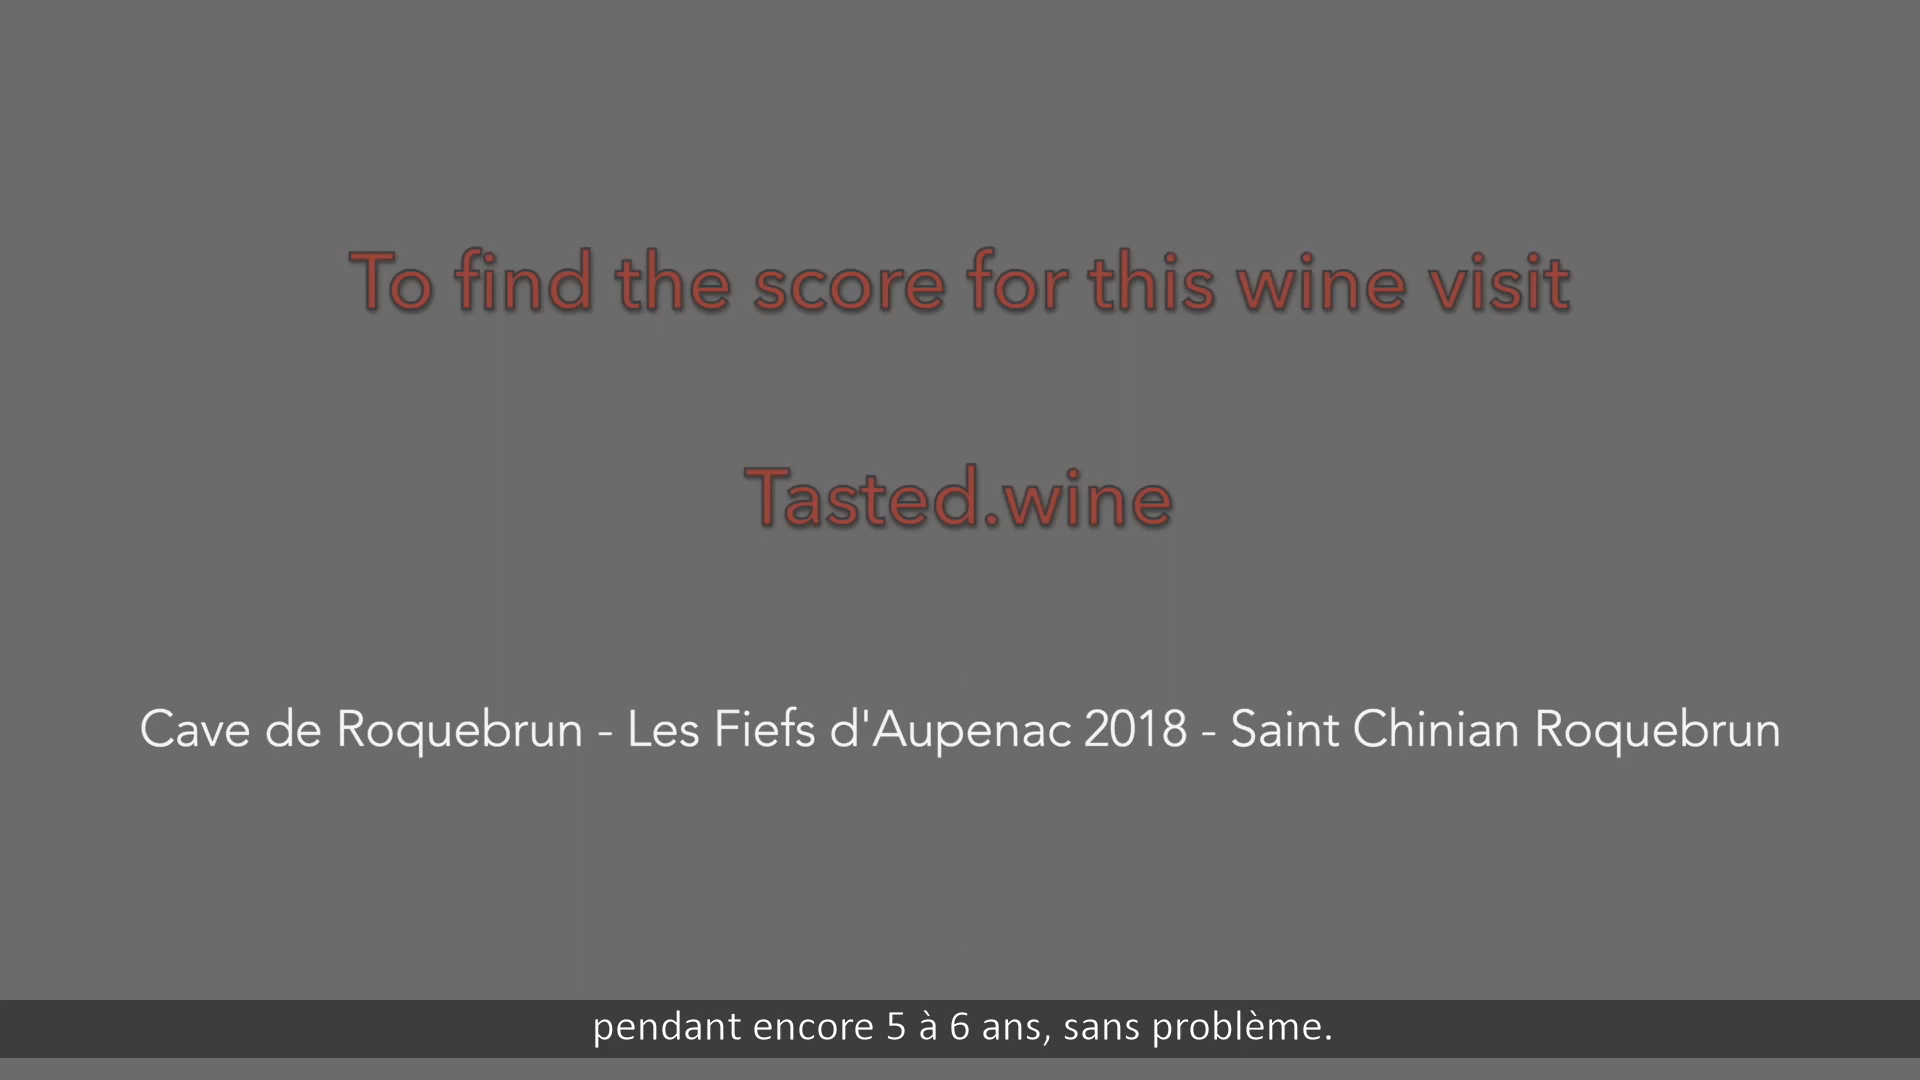 To find the score for this wine visit
Tasted.wine
Cave de Roquebrun - Les Fiefs d'Aupenac 2018 - Saint Chinian Roquebrun
pendant encore 5 à 6 ans, sans problème.